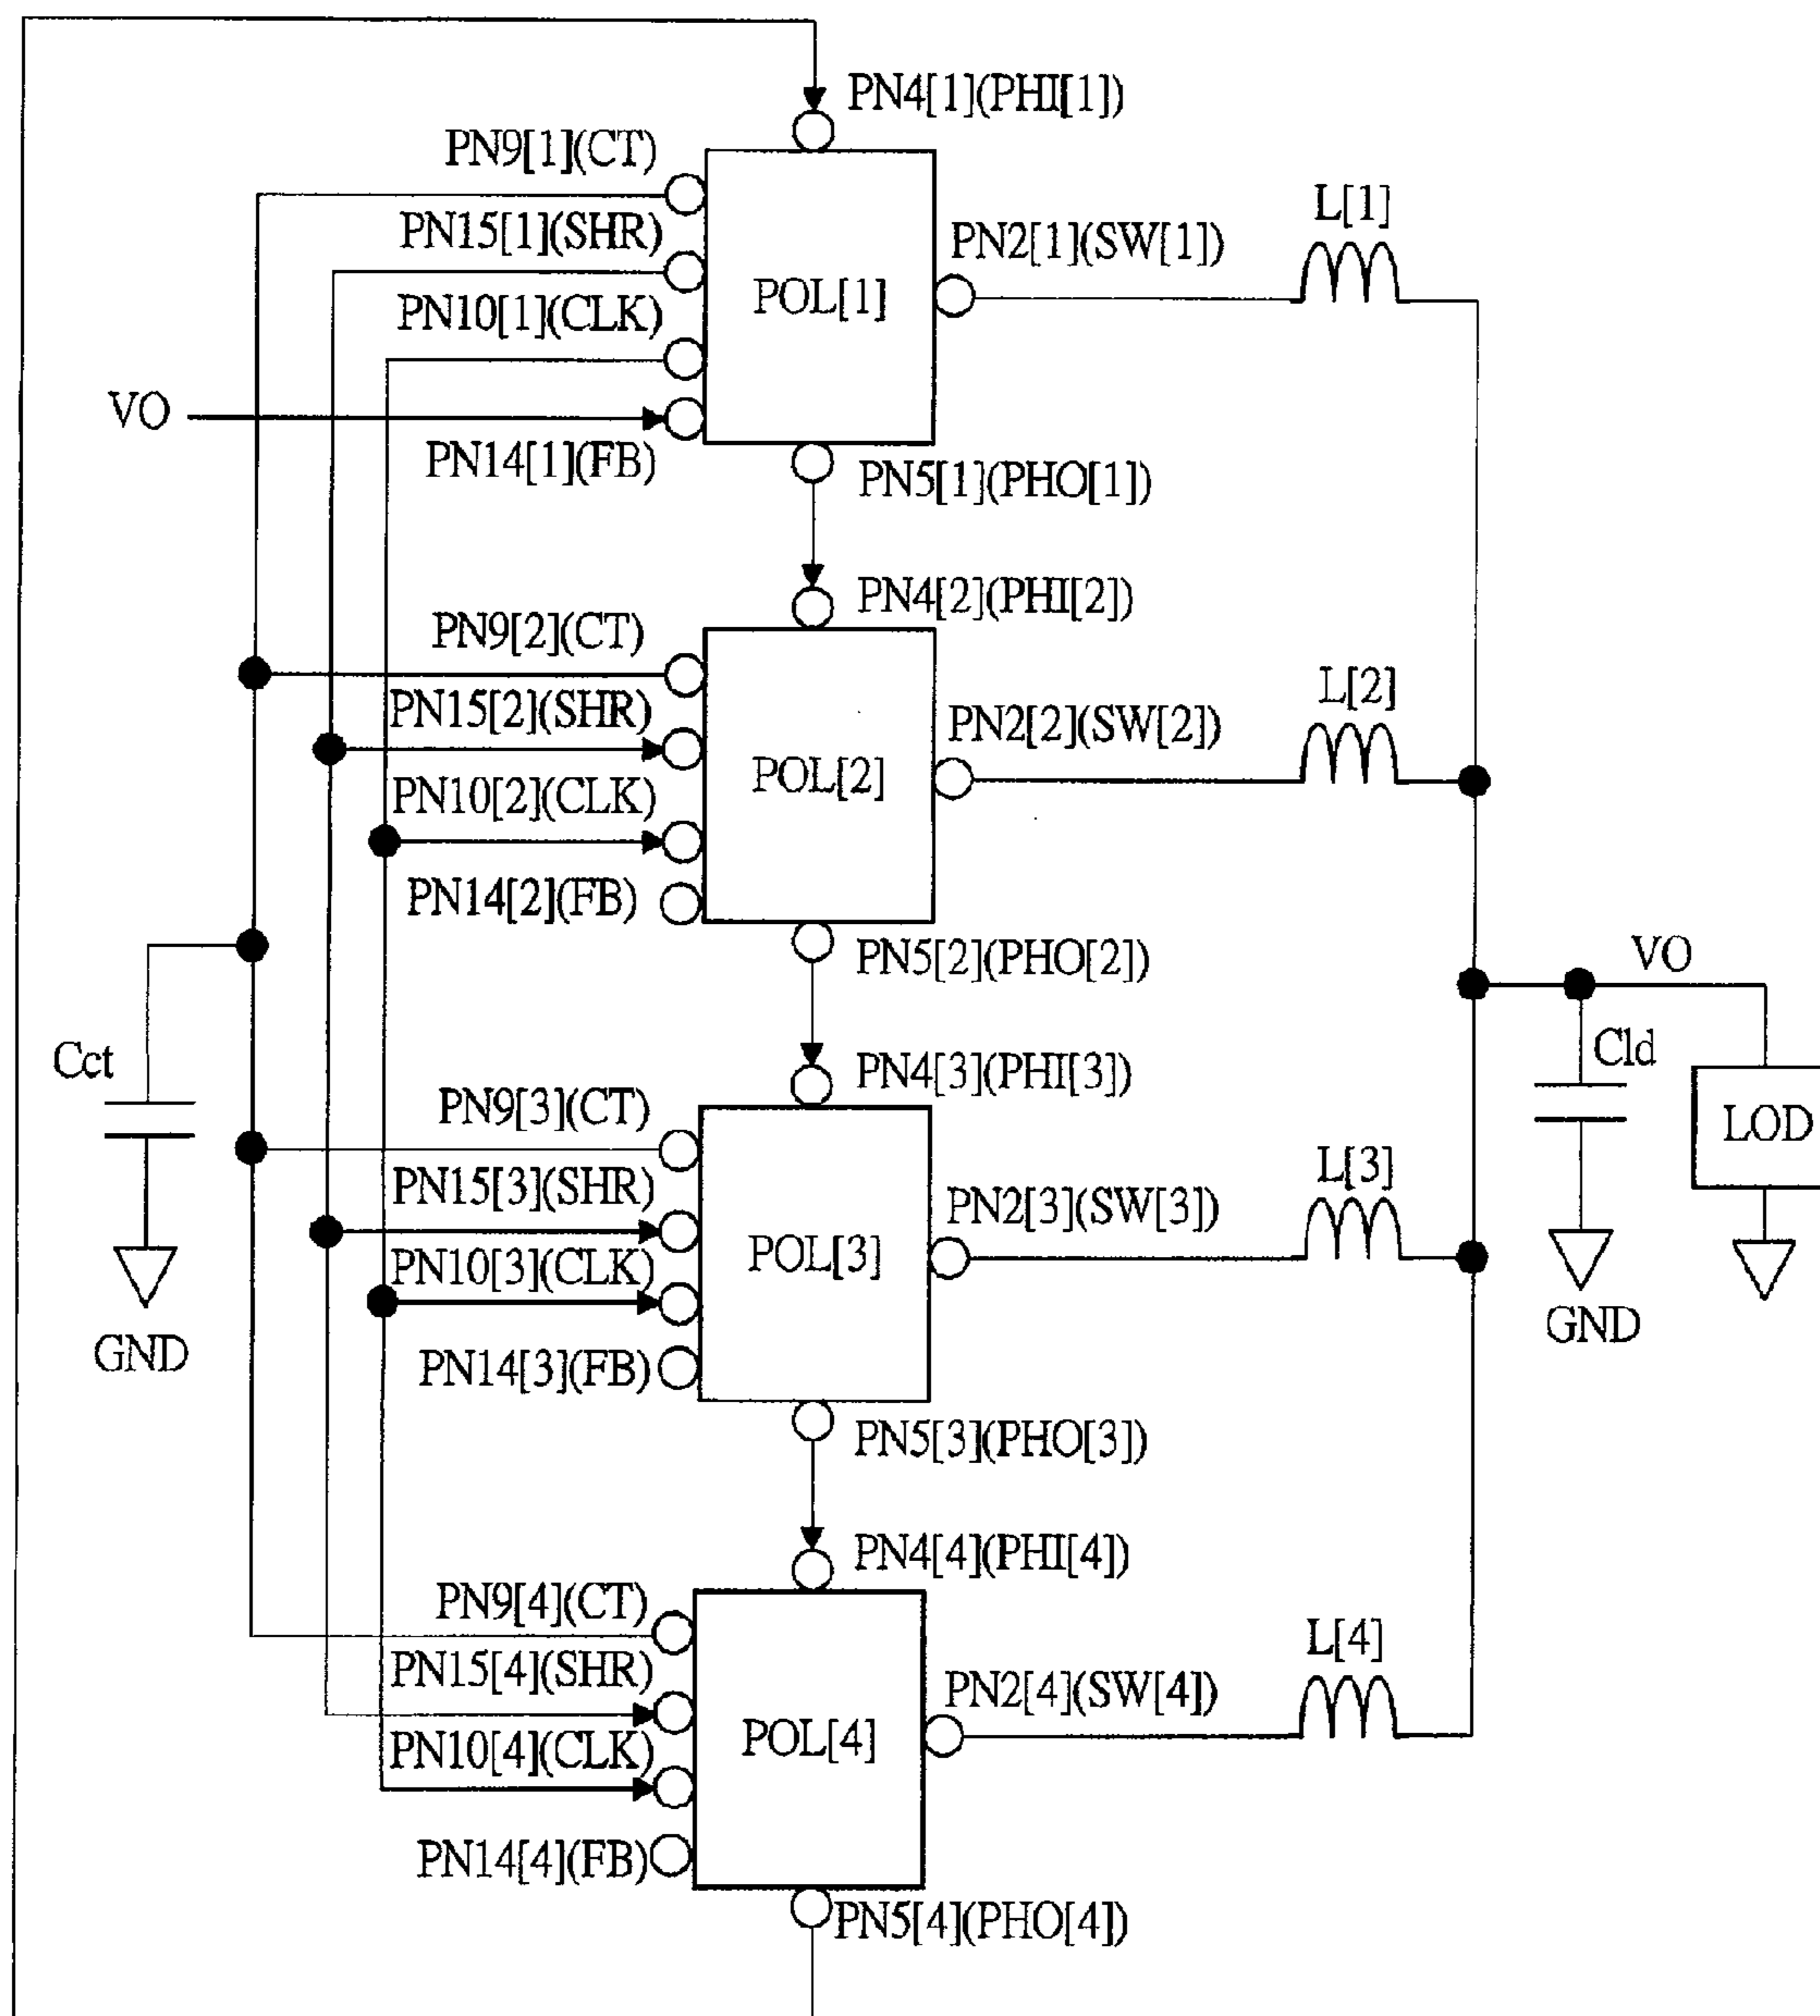 PN4[1](PHI[1])
PN9[1](CT)
PN15[1](SHR)
PN10[1](CLK)
VO
PN14[1](FB)
POL[1]
PN2[1](SW[1])
L[1]
PN5[1](PHO[1])
PN4[2](PHI[2])
PN9[2](CT)
PN15[2](SHR)
PN10[2](CLK)
PN14[2](FB)
POL[2]
PN2[2](SW[2])
L[2]
PN5[2](PHO[2])
VO
Cct
GND
Cld
LOD
GND
PN4[3](PHI[3])
PN9[3](CT)
PN15[3](SHR)
PN10[3](CLK)
PN14[3](FB)
POL[3]
PN2[3](SW[3])
L[3]
PN5[3](PHO[3])
PN4[4](PHI[4])
PN9[4](CT)
PN15[4](SHR)
PN10[4](CLK)
PN14[4](FB)
POL[4]
PN2[4](SW[4])
L[4]
PN5[4](PHO[4])